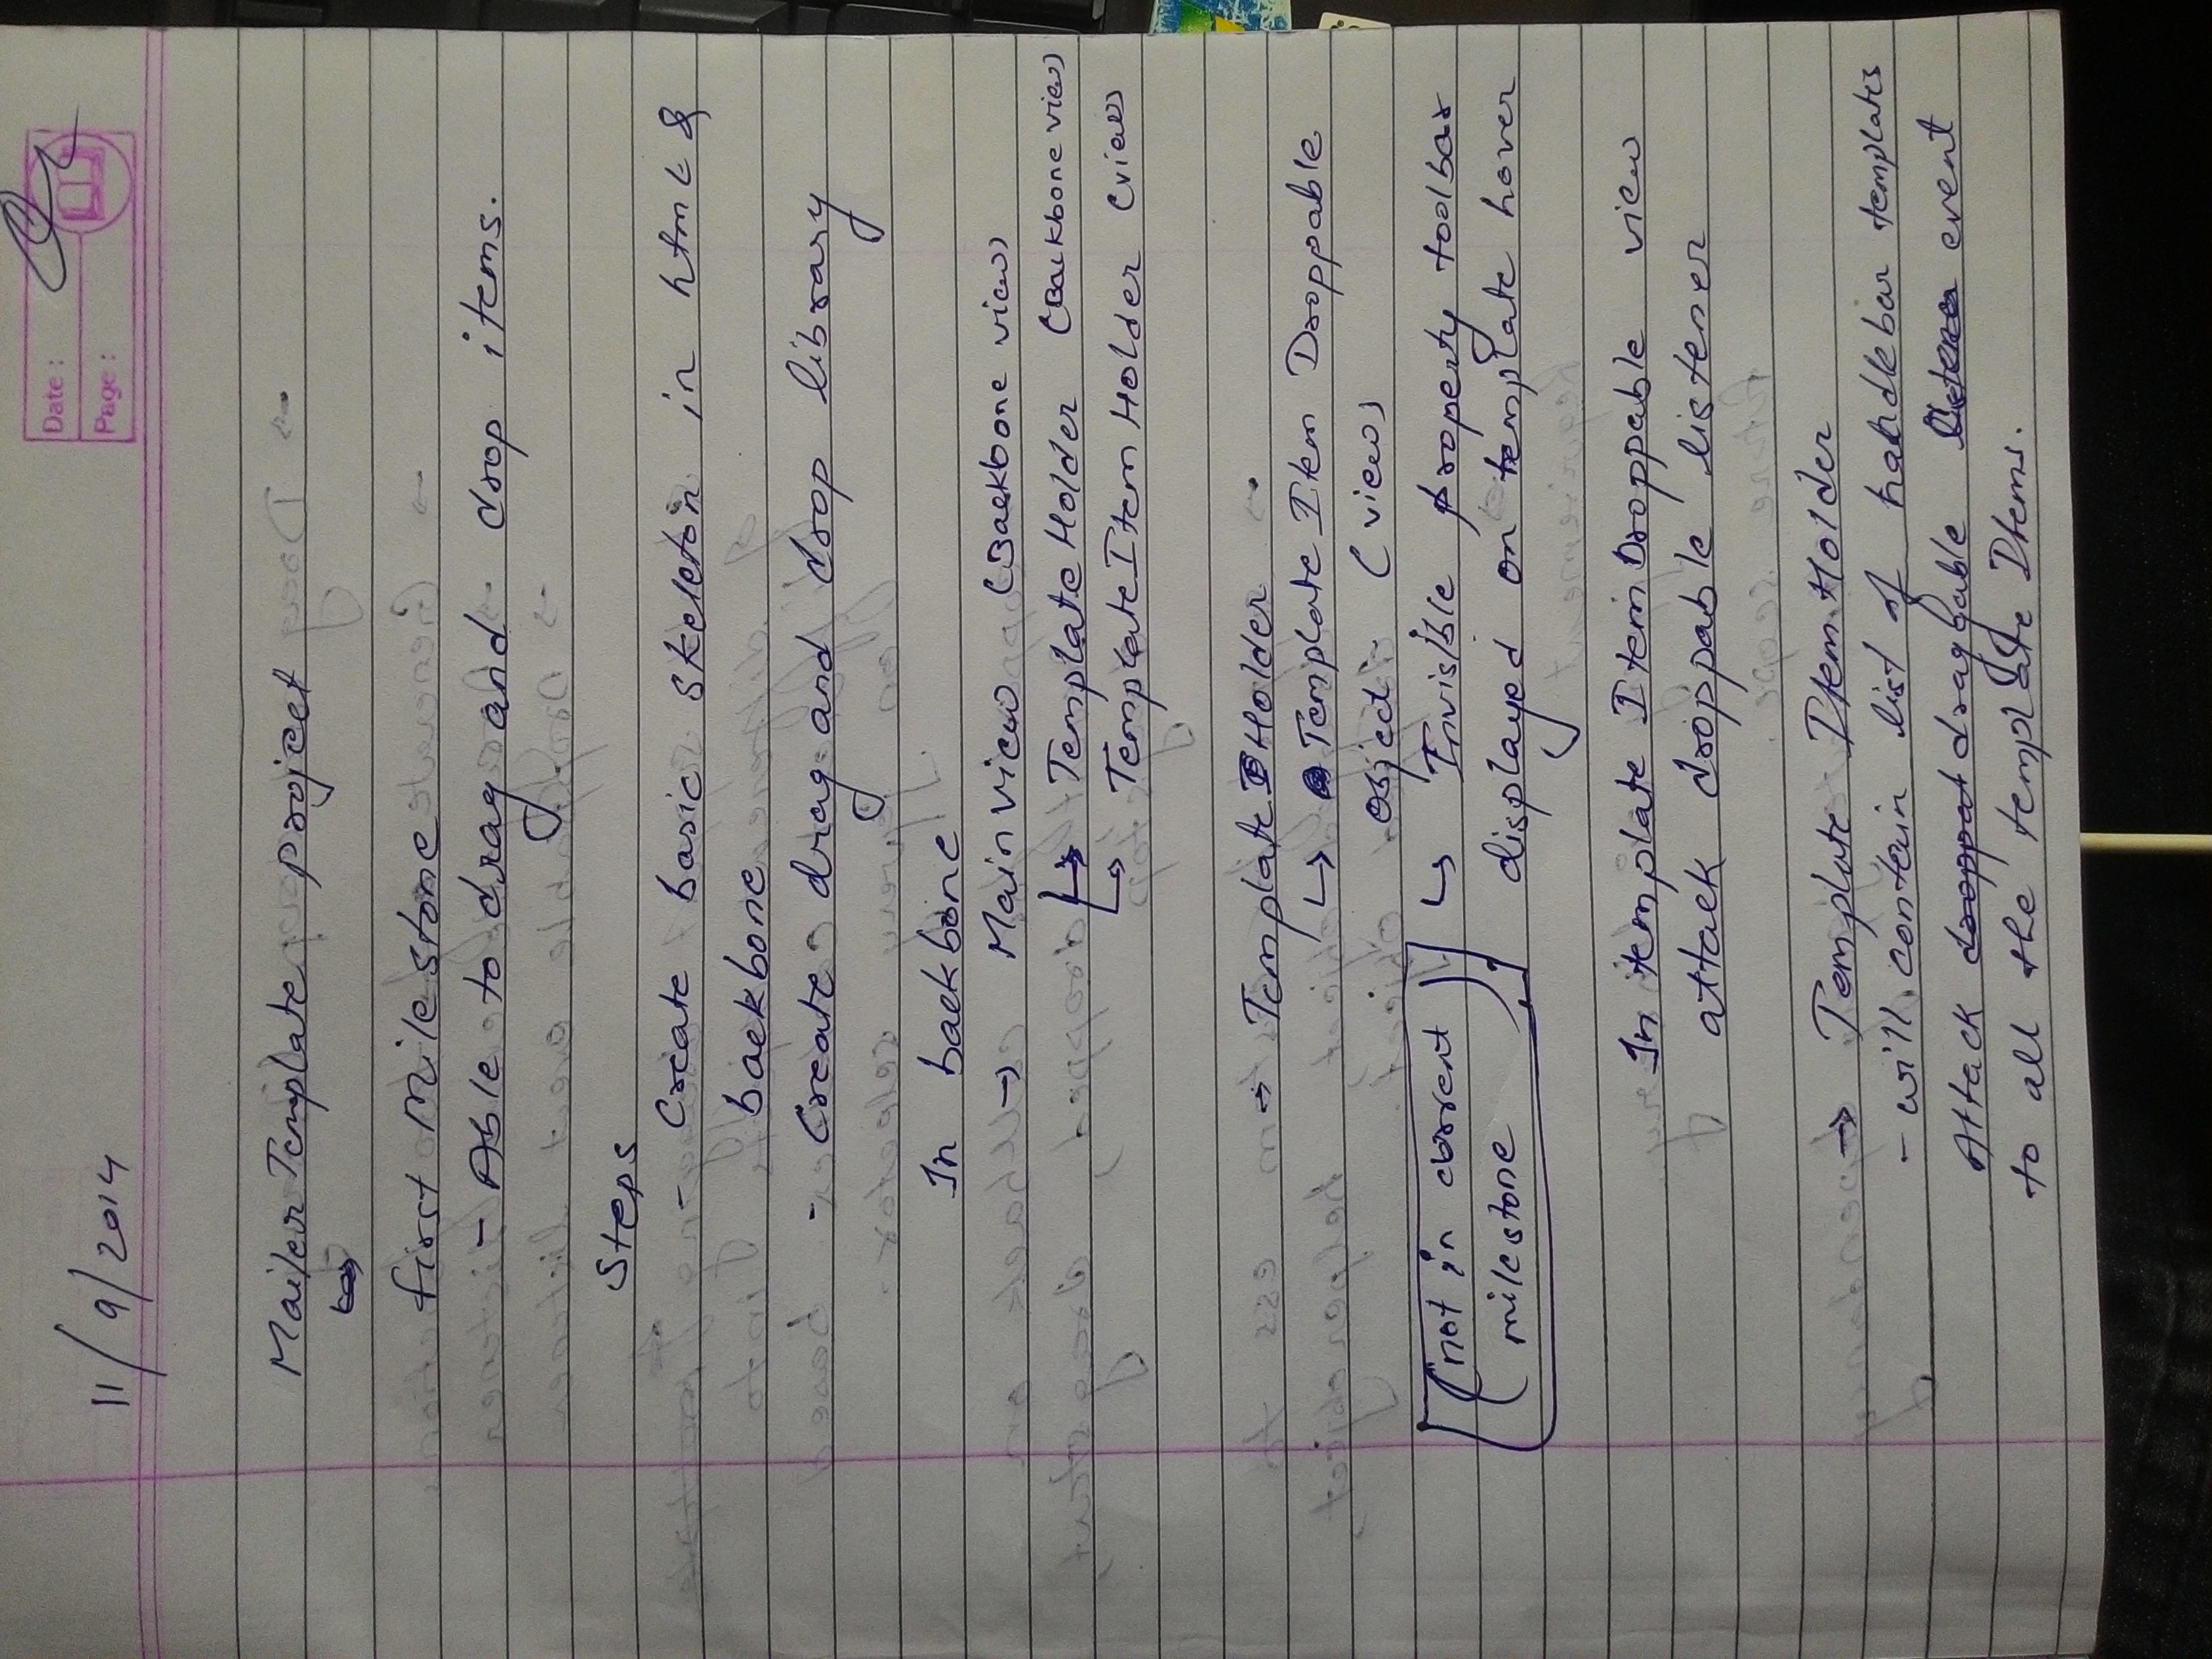 Date :
Page :
11/9/2014
MailerTemplate project
first Milestone
- Able to drag and drop items.
Steps
- Create basic skeleton in html &
backbone
- Create drag and drop library
In backbone
→ MainView (Backbone view)
↳ TemplateHolder (Backbone view)
↳ TemplateItemHolder (view)
→ TemplateHolder
↳ Template Item Droppable
Object (view)
(not in current
milestone)
↳ Invisible property toolbar
displayed on template hover
In template ItemDroppable view
attack droppable listener
→ Template ItemHolder
- will contain list of handlebar templates
Attack droppat draggable listener event
to all the template Items.